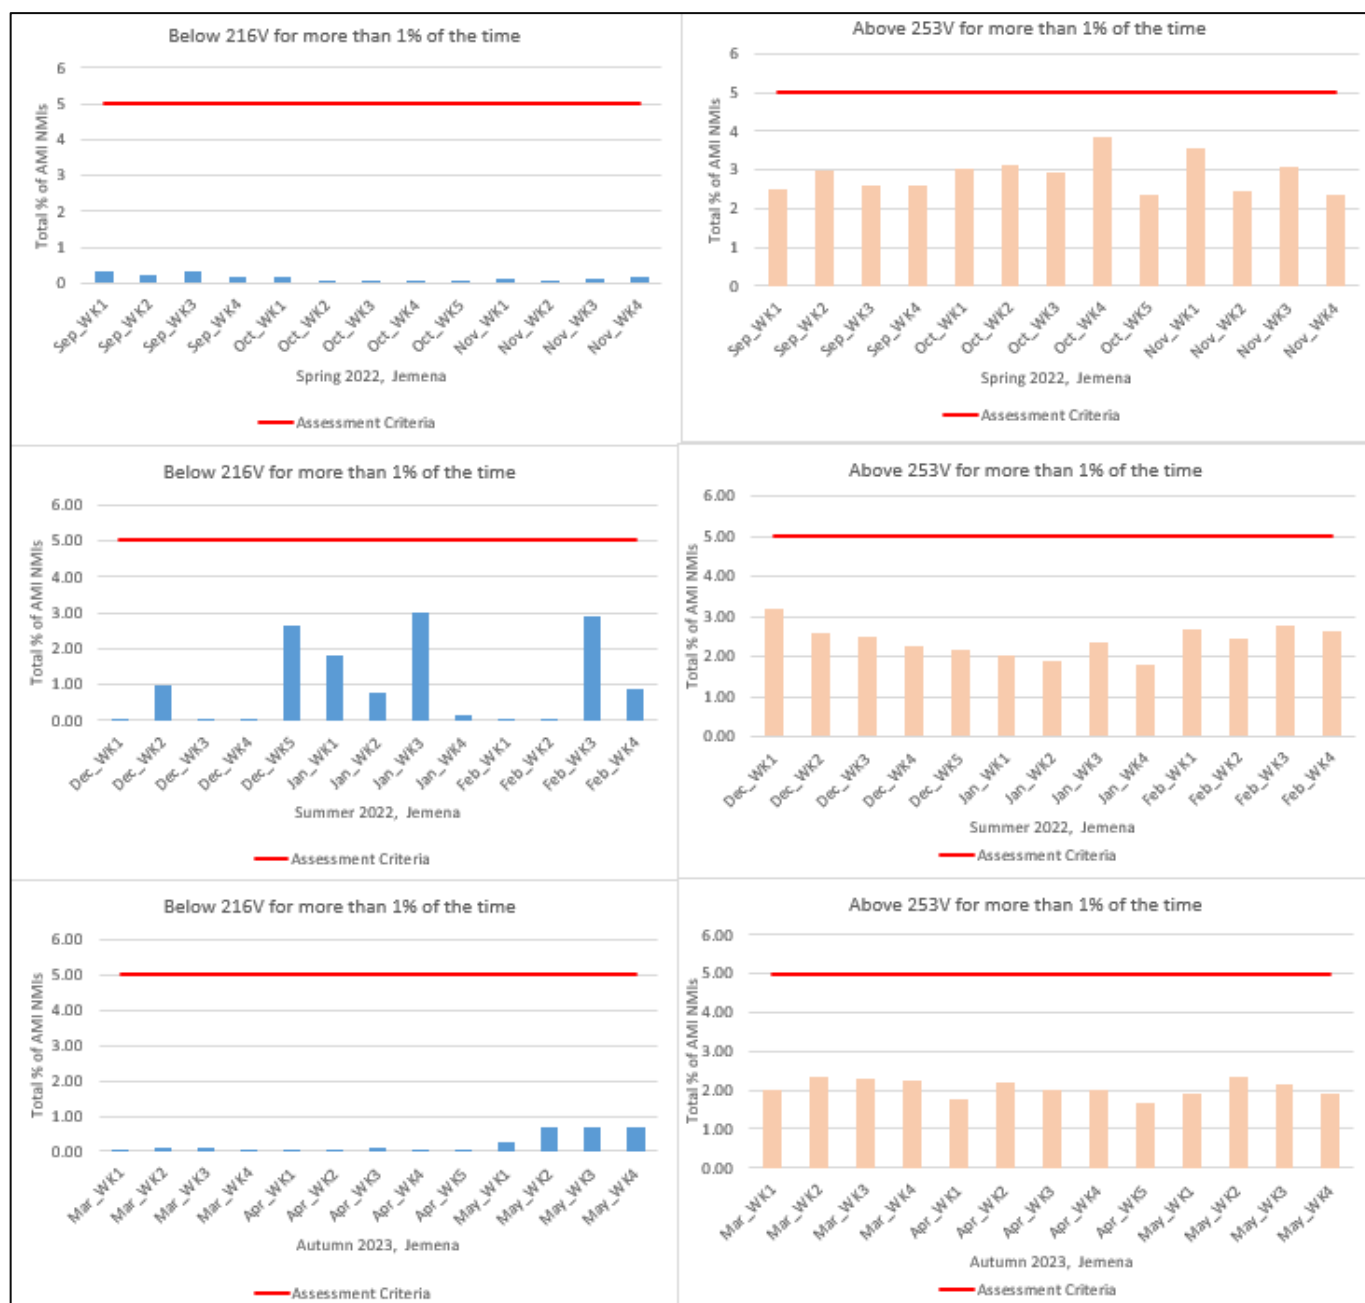 Below 216V for more than 1% of the time
Total % of AMI NMIs
6
5
4
3
2
1
0
Sep_WK1
Sep_WK2
Sep_WK3
Sep_WK4
Oct_WK1
Oct_WK2
Oct_WK3
Oct_WK4
Oct_WK5
Nov_WK1
Nov_WK2
Nov_WK3
Nov_WK4
Spring 2022, Jemena
Assessment Criteria
Above 253V for more than 1% of the time
Total % of AMI NMIs
6
5
4
3
2
1
0
Sep_WK1
Sep_WK2
Sep_WK3
Sep_WK4
Oct_WK1
Oct_WK2
Oct_WK3
Oct_WK4
Oct_WK5
Nov_WK1
Nov_WK2
Nov_WK3
Nov_WK4
Spring 2022, Jemena
Assessment Criteria
Below 216V for more than 1% of the time
Total % of AMI NMIs
6.00
5.00
4.00
3.00
2.00
1.00
0.00
Dec_WK1
Dec_WK2
Dec_WK3
Dec_WK4
Dec_WK5
Jan_WK1
Jan_WK2
Jan_WK3
Jan_WK4
Feb_WK1
Feb_WK2
Feb_WK3
Feb_WK4
Summer 2022, Jemena
Assessment Criteria
Above 253V for more than 1% of the time
Total % of AMI NMIs
6.00
5.00
4.00
3.00
2.00
1.00
0.00
Dec_WK1
Dec_WK2
Dec_WK3
Dec_WK4
Dec_WK5
Jan_WK1
Jan_WK2
Jan_WK3
Jan_WK4
Feb_WK1
Feb_WK2
Feb_WK3
Feb_WK4
Summer 2022, Jemena
Assessment Criteria
Below 216V for more than 1% of the time
Total % of AMI NMIs
6.00
5.00
4.00
3.00
2.00
1.00
0.00
Mar_WK1
Mar_WK2
Mar_WK3
Mar_WK4
Apr_WK1
Apr_WK2
Apr_WK3
Apr_WK4
Apr_WK5
May_WK1
May_WK2
May_WK3
May_WK4
Autumn 2023, Jemena
Assessment Criteria
Above 253V for more than 1% of the time
Total % of AMI NMIs
6.00
5.00
4.00
3.00
2.00
1.00
0.00
Mar_WK1
Mar_WK2
Mar_WK3
Mar_WK4
Apr_WK1
Apr_WK2
Apr_WK3
Apr_WK4
Apr_WK5
May_WK1
May_WK2
May_WK3
May_WK4
Autumn 2023, Jemena
Assessment Criteria